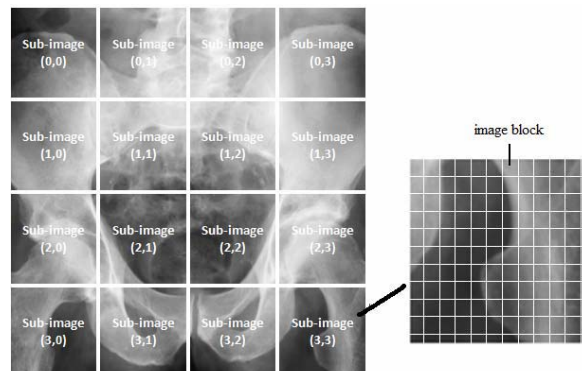 Sub-image
(0,0)
Sub-image
(0,1)
Sub-image
(0,2)
Sub-image
(0,3)
Sub-image
(1,0)
Sub-image
(1,1)
Sub-image
(1,2)
Sub-image
(1,3)
image block
Sub-image
(2,0)
Sub-image
(2,1)
Sub-image
(2,2)
Sub-image
(2,3)
Sub-image
(3,0)
Sub-image
(3,1)
Sub-image
(3,2)
Sub-image
(3,3)